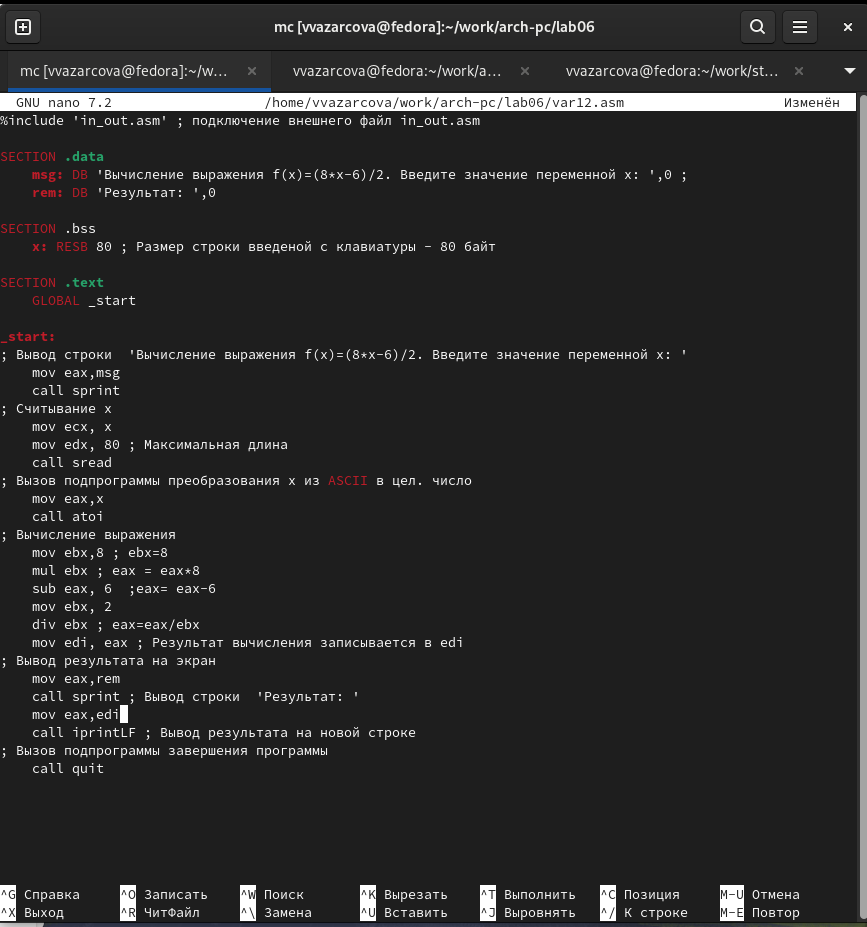 mc [vvazarcova@fedora]:~/work/arch-pc/lab06
mc [vvazarcova@fedora]:~/w...
vvazarcova@fedora:~/work/a...
vvazarcova@fedora:~/work/st...
GNU nano 7.2 /home/vvazarcova/work/arch-pc/lab06/var12.asm Изменён
%include 'in_out.asm' ; подключение внешнего файл in_out.asm
SECTION .data
msg: DB 'Вычисление выражения f(x)=(8*x-6)/2. Введите значение переменной x: ',0 ;
rem: DB 'Результат: ',0
SECTION .bss
x: RESB 80 ; Размер строки введеной с клавиатуры - 80 байт
SECTION .text
GLOBAL _start
_start:
; Вывод строки  'Вычисление выражения f(x)=(8*x-6)/2. Введите значение переменной x: '
mov eax,msg
call sprint
; Считывание x
mov ecx, x
mov edx, 80 ; Максимальная длина
call sread
; Вызов подпрограммы преобразования x из ASCII в цел. число
mov eax,x
call atoi
; Вычисление выражения
mov ebx,8 ; ebx=8
mul ebx ; eax = eax*8
sub eax, 6  ;eax= eax-6
mov ebx, 2
div ebx ; eax=eax/ebx
mov edi, eax ; Результат вычисления записывается в edi
; Вывод результата на экран
mov eax,rem
call sprint ; Вывод строки  'Результат: '
mov eax,edi
call iprintLF ; Вывод результата на новой строке
; Вызов подпрограммы завершения программы
call quit
^G Справка ^O Записать ^W Поиск ^K Вырезать ^T Выполнить ^C Позиция M-U Отмена
^X Выход ^R ЧитФайл ^\ Замена ^U Вставить ^J Выровнять ^/ К строке M-E Повтор